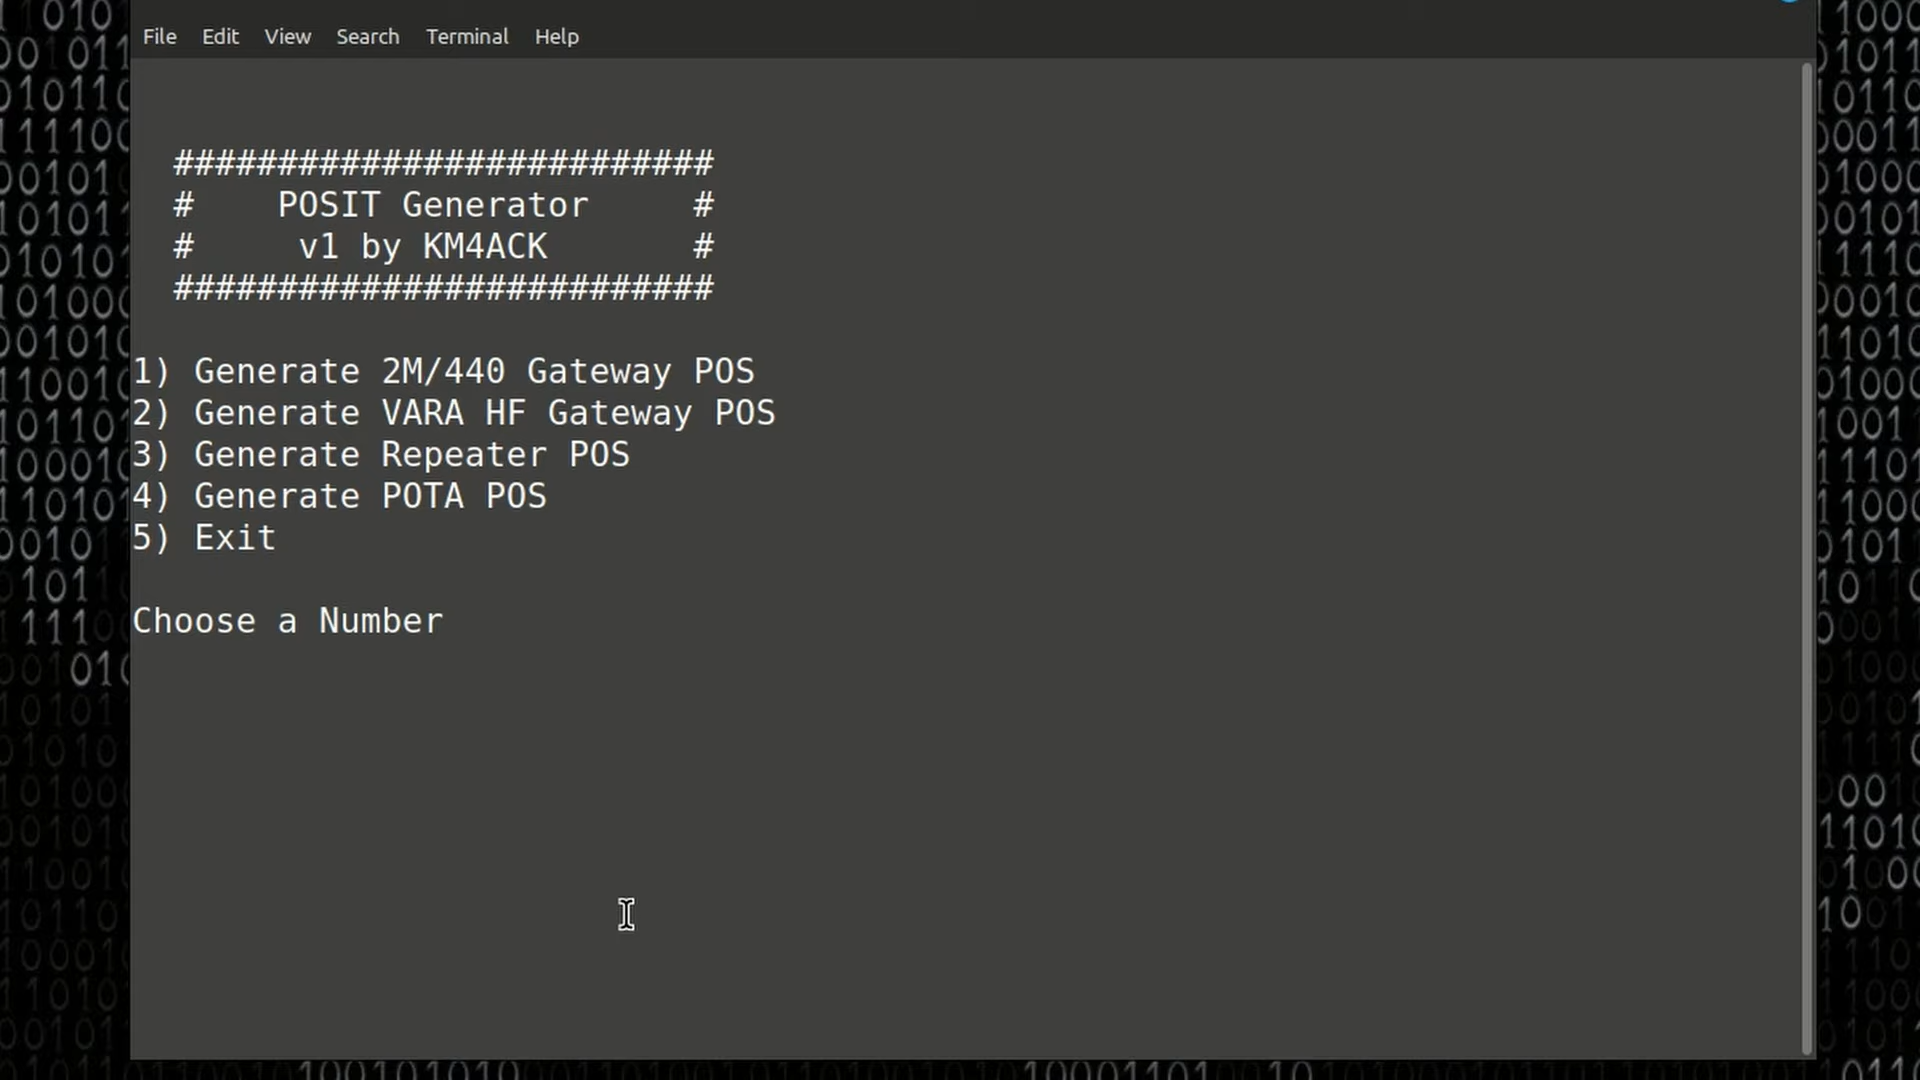 File Edit View Search Terminal Help
##########################
# POSIT Generator #
# v1 by KM4ACK #
##########################
1) Generate 2M/440 Gateway POS
2) Generate VARA HF Gateway POS
3) Generate Repeater POS
4) Generate POTA POS
5) Exit
Choose a Number